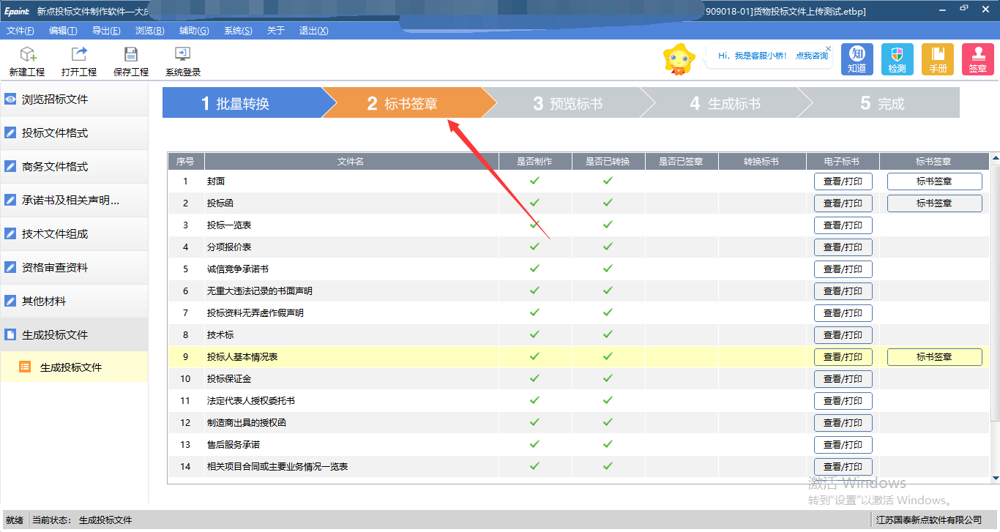 Epoint 新点投标文件制作软件—大庆 1909018-01]货物投标文件上传测试.etbp]
文件(F) 编辑(T) 导出(E) 浏览(B) 辅助(G) 系统(S) 关于 退出(X)
新建工程 打开工程 保存工程 系统登录
Hi，我是客服小桥！ 点我咨询
知 知道 检测 手册 签章
浏览招标文件
投标文件格式
商务文件格式
承诺书及相关声明...
技术文件组成
资格审查资料
其他材料
生成投标文件
生成投标文件
1 批量转换 2 标书签章 3 预览标书 4 生成标书 5 完成
序号 文件名 是否制作 是否已转换 是否已签章 转换标书 电子标书 标书签章
1 封面 查看/打印 标书签章
2 投标函 查看/打印 标书签章
3 投标一览表 查看/打印
4 分项报价表 查看/打印
5 诚信竞争承诺书 查看/打印
6 无重大违法记录的书面声明 查看/打印
7 投标资料无弄虚作假声明 查看/打印
8 技术标 查看/打印
9 投标人基本情况表 查看/打印 标书签章
10 投标保证金 查看/打印
11 法定代表人授权委托书 查看/打印
12 制造商出具的授权函 查看/打印
13 售后服务承诺 查看/打印
14 相关项目合同或主要业务情况一览表 查看/打印
激活 Windows
转到"设置"以激活 Windows。
就绪 当前状态： 生成投标文件 江苏国泰新点软件有限公司